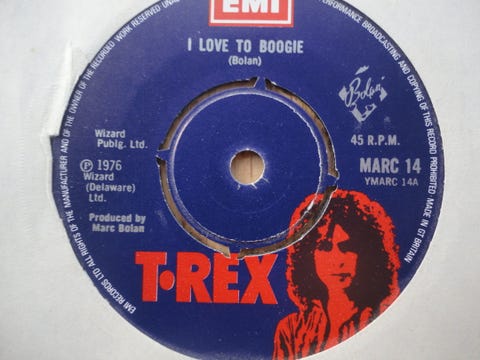 EMI
I LOVE TO BOOGIE
(Bolan)
Bolan
Wizard
Publg. Ltd.
45 R.P.M.
℗ 1976
Wizard
(Delaware)
Ltd.
MARC 14
YMARC 14A
Produced by
Marc Bolan
T·REX
EMI RECORDS LTD ALL RIGHTS OF THE MANUFACTURER AND OF THE OWNER OF THE RECORDED WORK RESERVED
PERFORMANCE BROADCASTING AND COPYING OF THIS RECORD PROHIBITED MADE IN GT BRITAIN